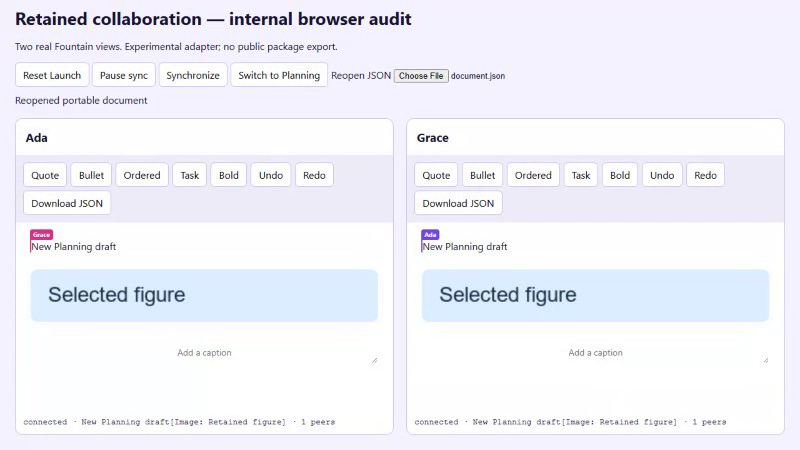 Retained collaboration — internal browser audit
Two real Fountain views. Experimental adapter; no public package export.
Reset Launch Pause sync Synchronize Switch to Planning Reopen JSON Choose File document.json
Reopened portable document
Ada
Quote Bullet Ordered Task Bold Undo Redo
Download JSON
Grace
New Planning draft
Selected figure
Add a caption
connected · New Planning draft[Image: Retained figure] · 1 peers
Grace
Quote Bullet Ordered Task Bold Undo Redo
Download JSON
Ada
New Planning draft
Selected figure
Add a caption
connected · New Planning draft[Image: Retained figure] · 1 peers